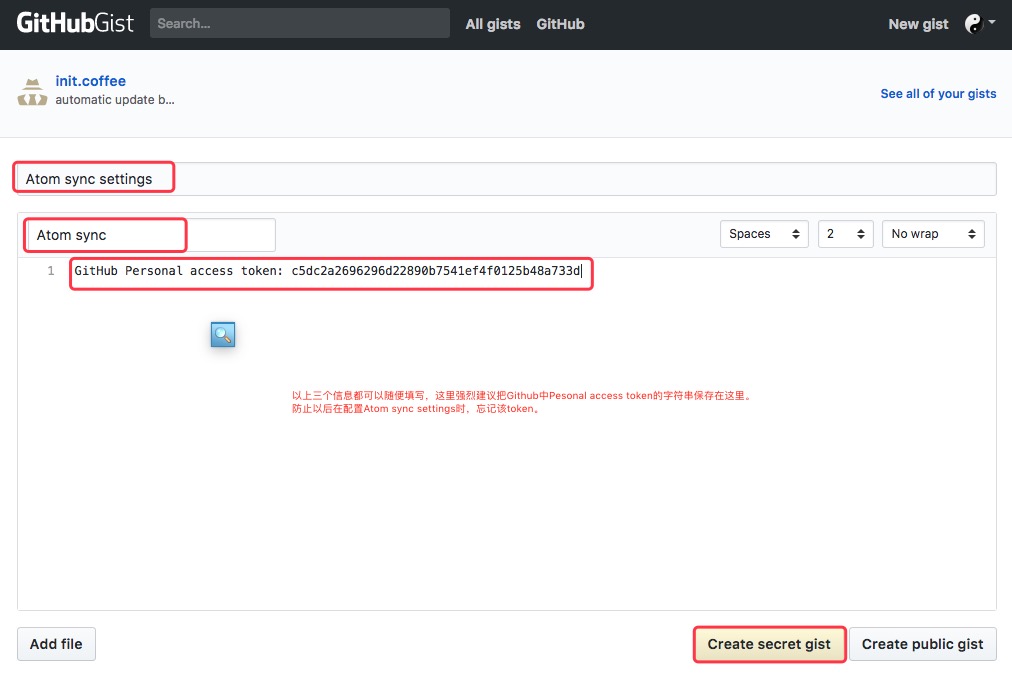 GitHubGist Search... All gists GitHub New gist
init.coffee
automatic update b...
See all of your gists
Atom sync settings
Atom sync Spaces 2 No wrap
1 GitHub Personal access token: c5dc2a2696296d22890b7541ef4f0125b48a733d
以上三个信息都可以随便填写，这里强烈建议把Github中Pesonal access token的字符串保存在这里。
防止以后在配置Atom sync settings时，忘记该token。
Add file Create secret gist Create public gist